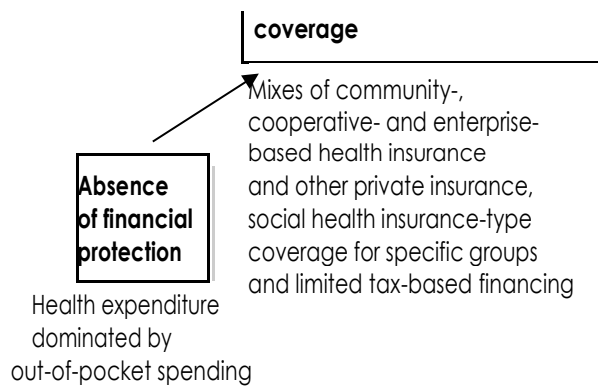 coverage
Mixes of community-,
cooperative- and enterprise-
based health insurance
and other private insurance,
social health insurance-type
coverage for specific groups
and limited tax-based financing
Absence
of financial
protection
Health expenditure
dominated by
out-of-pocket spending